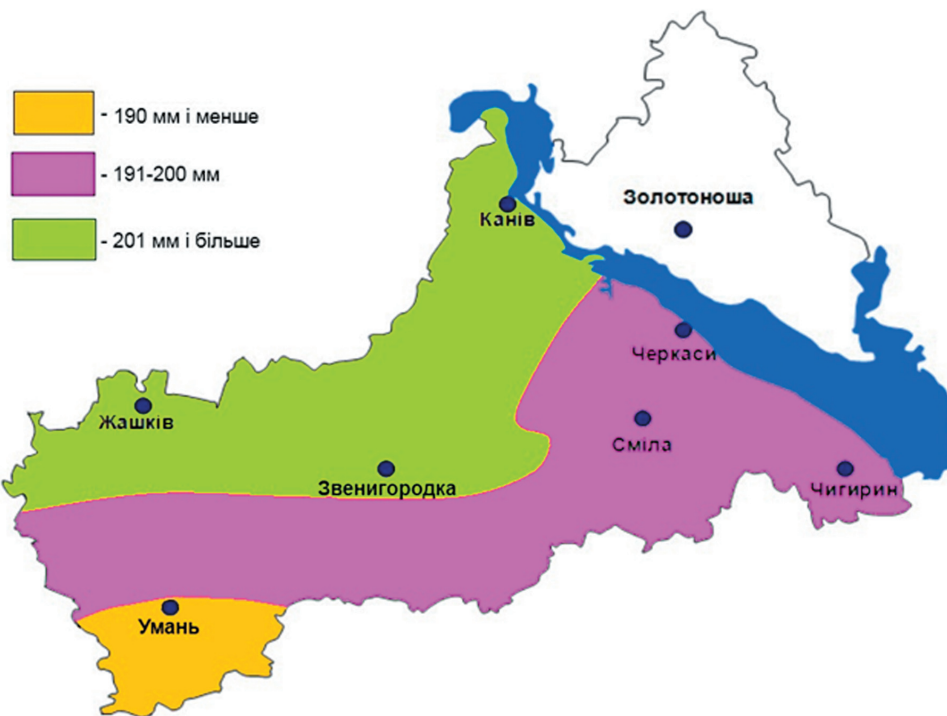 - 190 мм і менше
- 191-200 мм
- 201 мм і більше
Золотоноша
Канів
Черкаси
Жашків
Сміла
Звенигородка
Чигирин
Умань